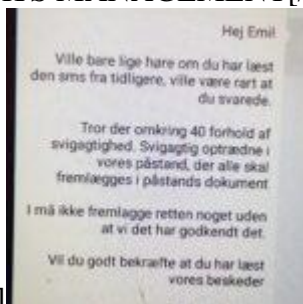 Hej Emil
Ville bare lige høre om du har læst
den sms fra tidligere, ville være rart at
du svarede.
Tror der omkring 40 forhold af
svigagtighed. Svigagtig optrædne i
vores påstand, der alle skal
fremlægges i påstands dokument
I må ikke fremlagge retten noget uden
at vi det har godkendt det.
Vil du godt bekræfte at du har læst
vores beskeder